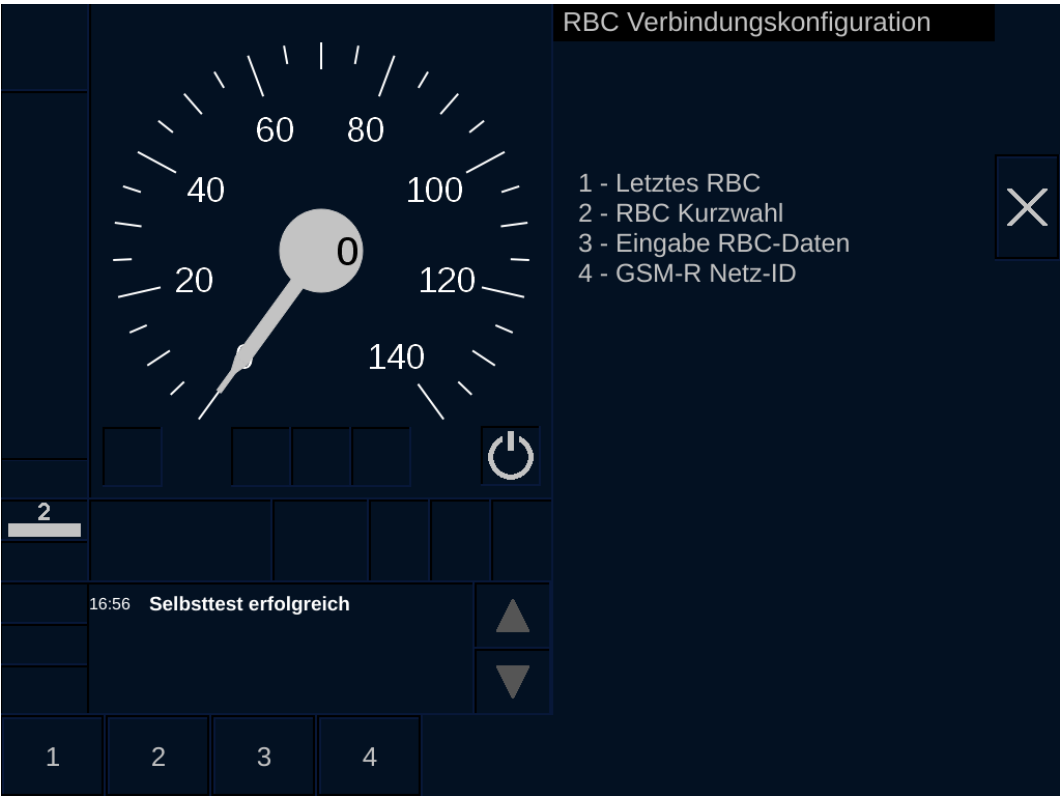 RBC Verbindungskonfiguration
60 80
40 100
0
20 120
0 140
1 - Letztes RBC
2 - RBC Kurzwahl
3 - Eingabe RBC-Daten
4 - GSM-R Netz-ID
2
16:56 Selbsttest erfolgreich
1 2 3 4